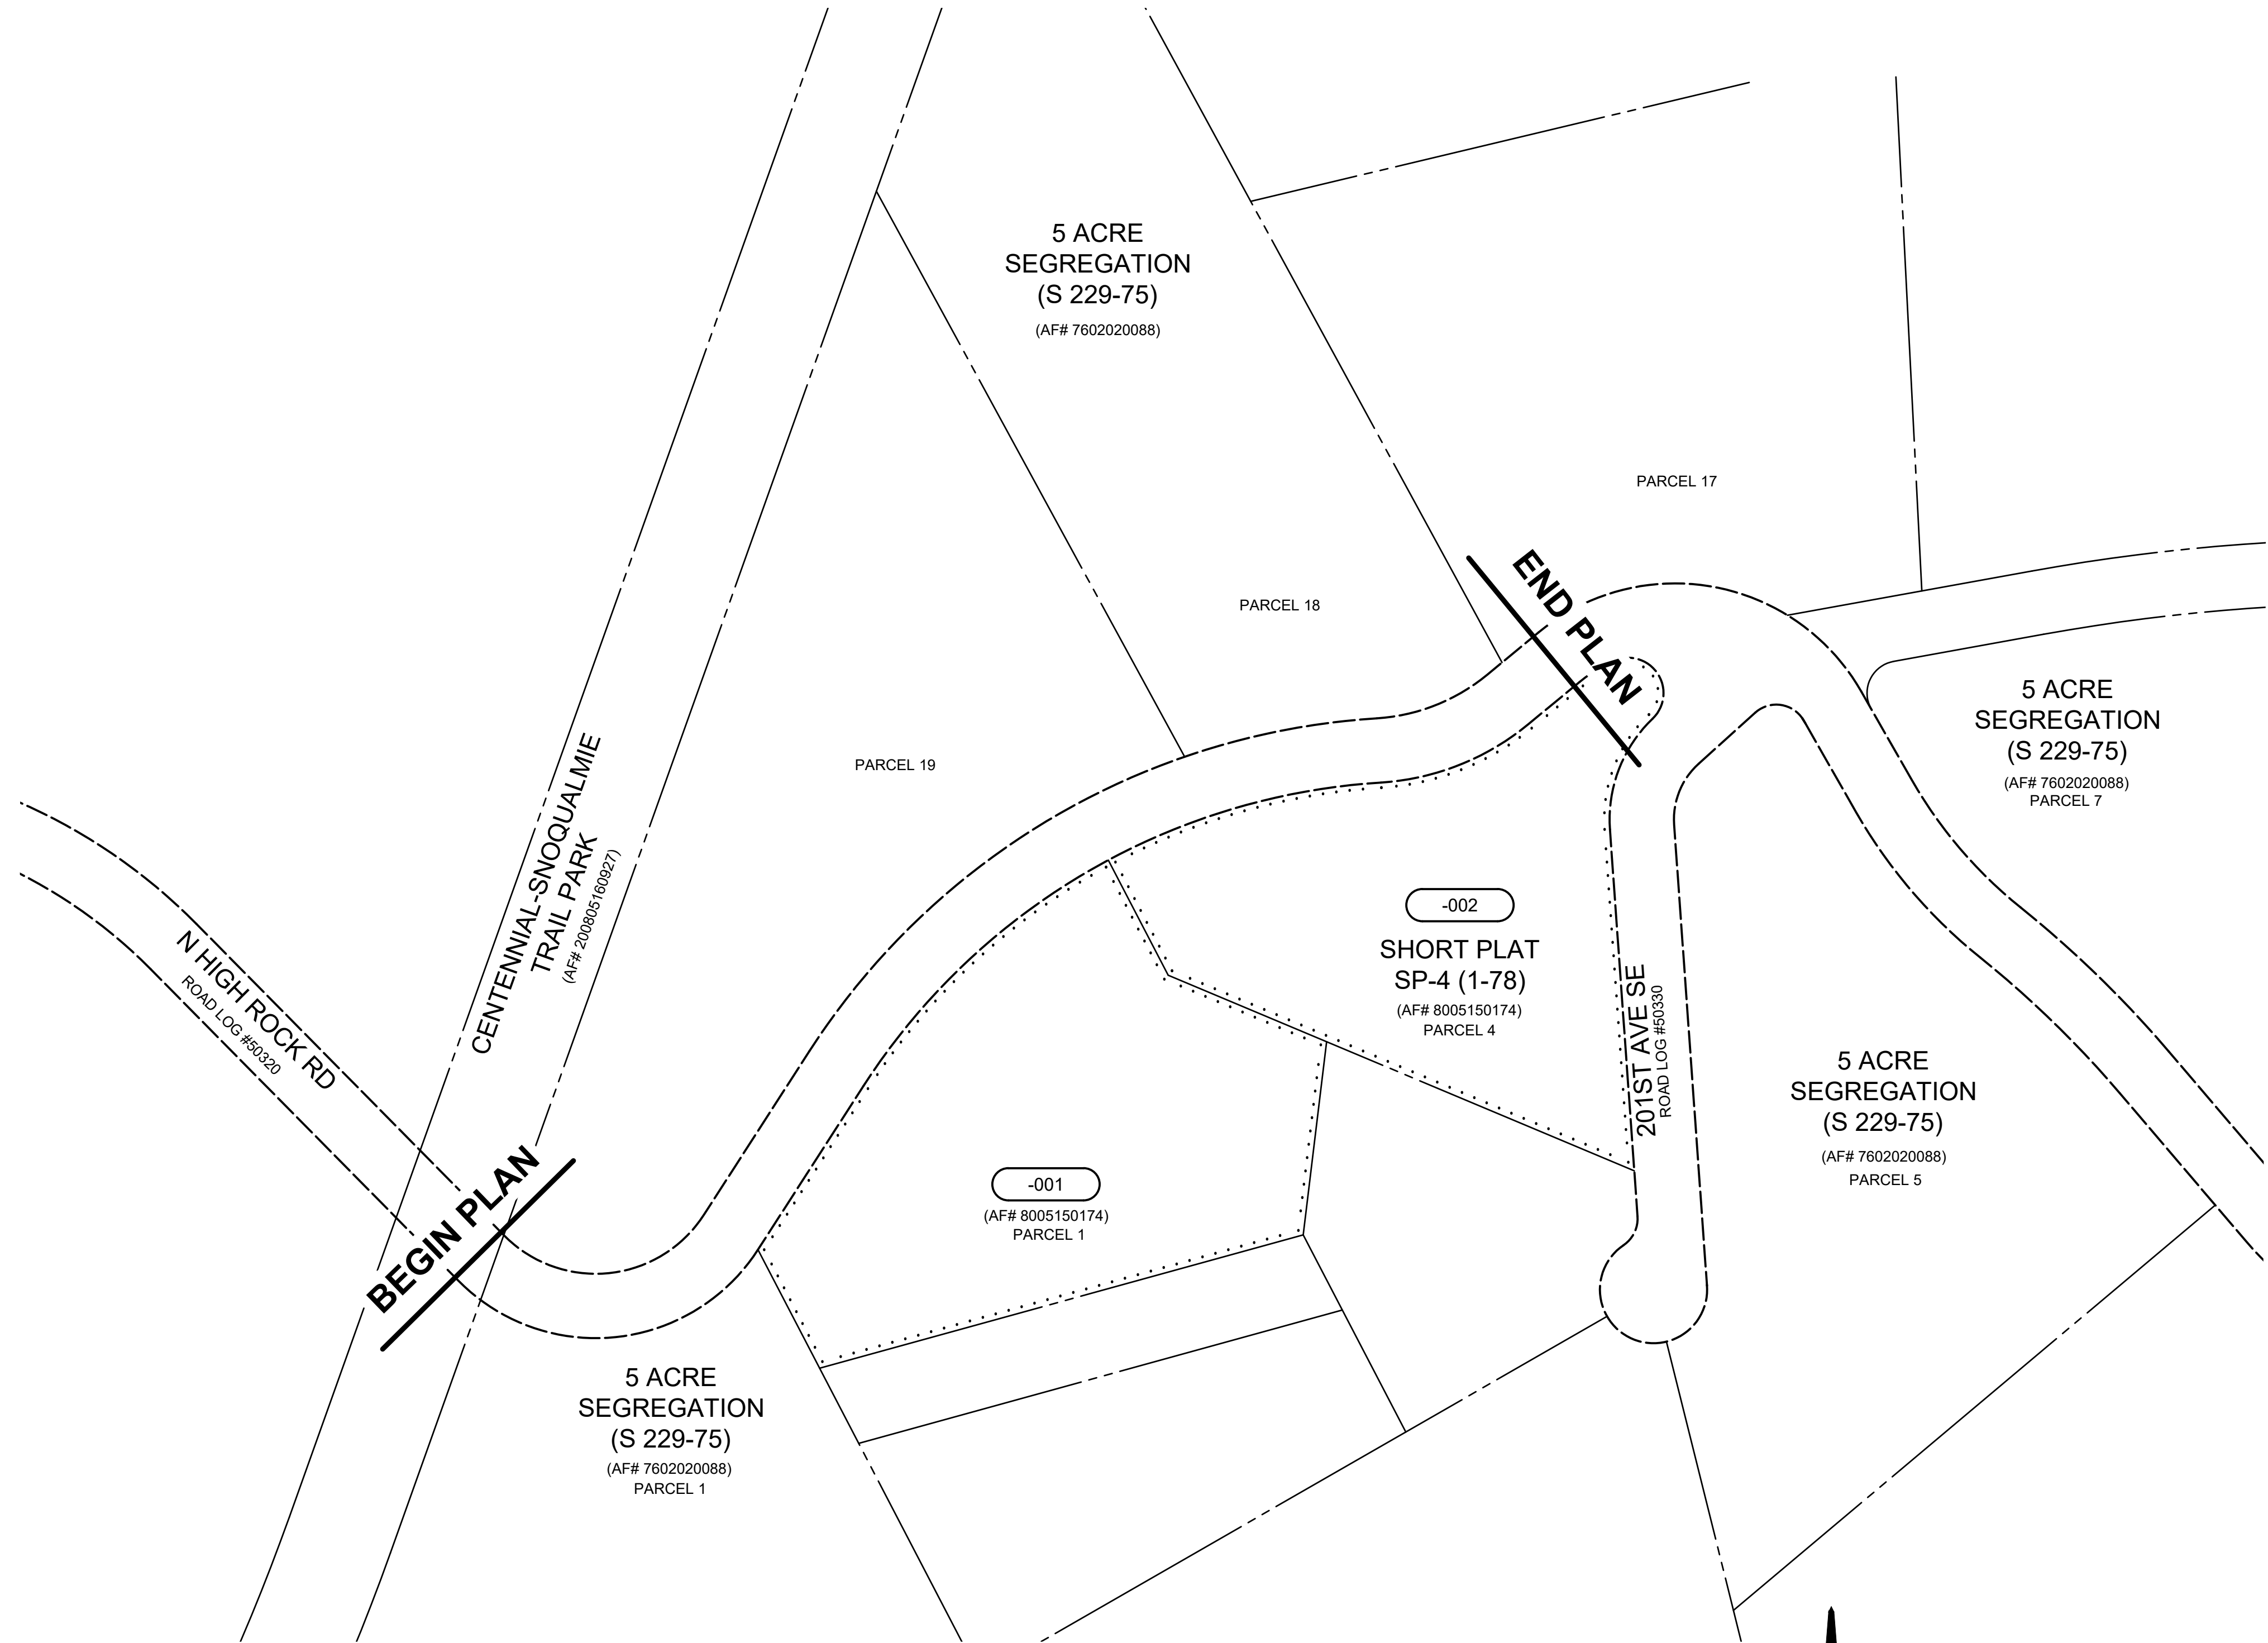 5 ACRE
SEGREGATION
(S 229-75)
(AF# 7602020088)
PARCEL 17
END PLAN
PARCEL 18
5 ACRE
SEGREGATION
(S 229-75)
(AF# 7602020088)
PARCEL 7
PARCEL 19
CENTENNIAL-SNOQUALMIE
TRAIL PARK
(AF# 200805160927)
N HIGH ROCK RD
ROAD LOG #50320
-002
SHORT PLAT
SP-4 (1-78)
(AF# 8005150174)
PARCEL 4
201ST AVE SE
ROAD LOG #50330
5 ACRE
SEGREGATION
(S 229-75)
(AF# 7602020088)
PARCEL 5
BEGIN PLAN
-001
(AF# 8005150174)
PARCEL 1
5 ACRE
SEGREGATION
(S 229-75)
(AF# 7602020088)
PARCEL 1